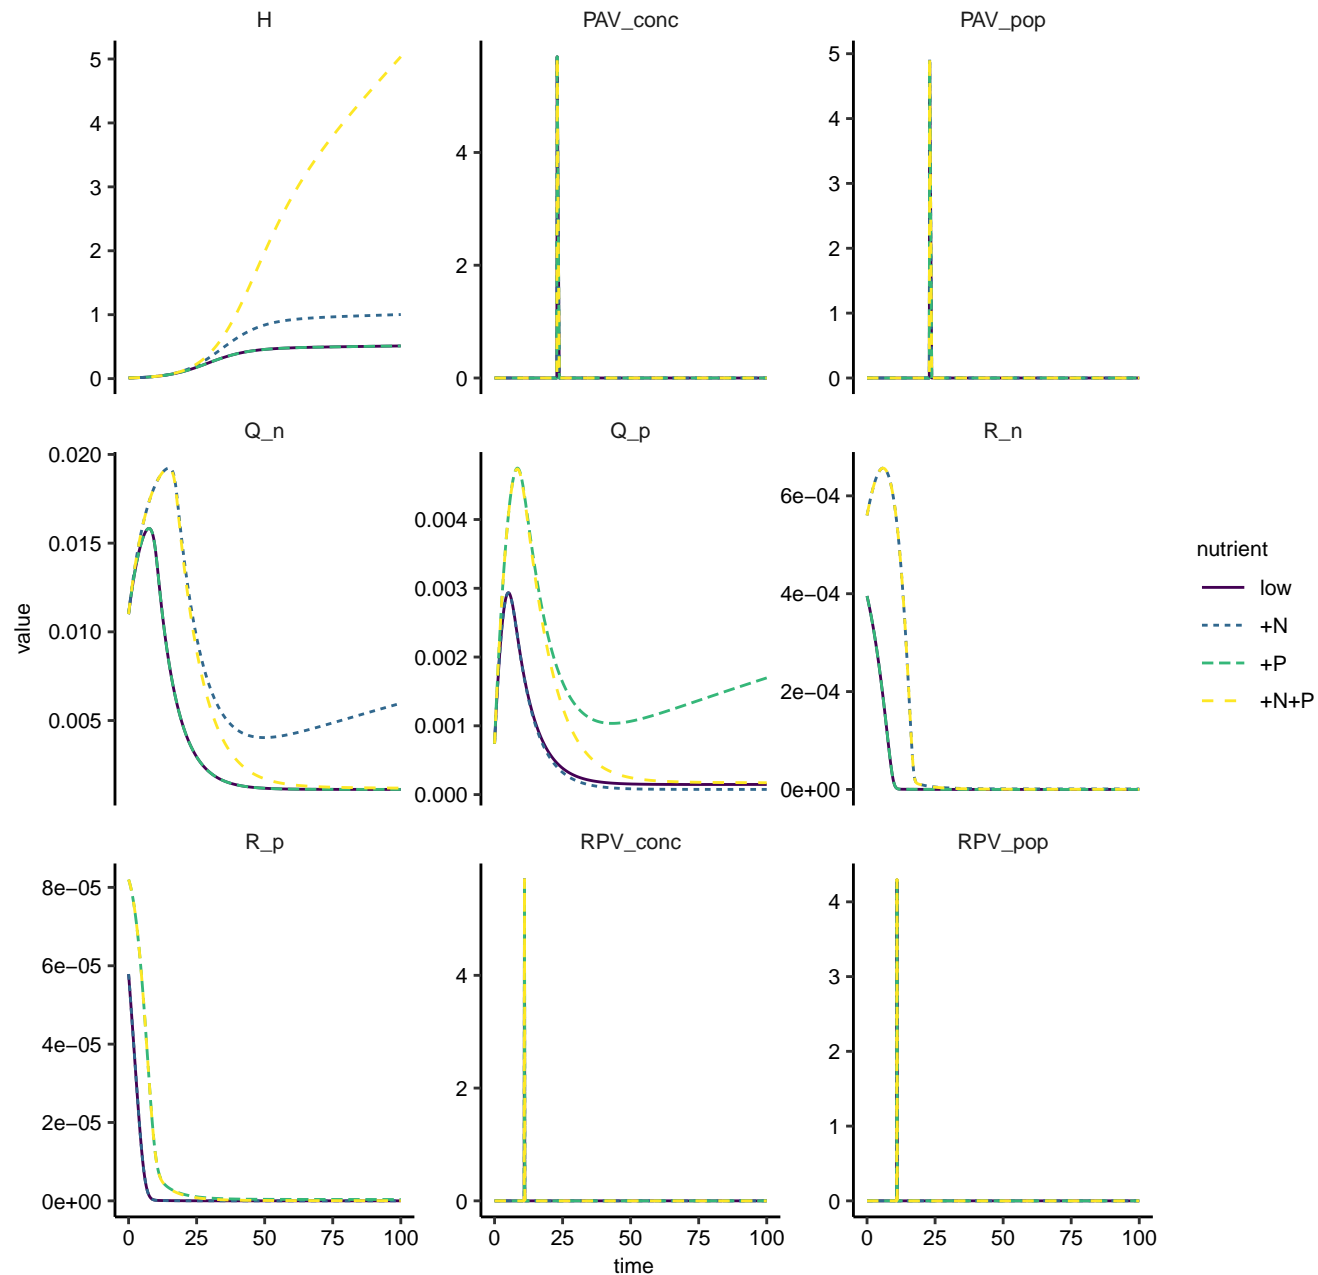 H
PAV_conc
PAV_pop
5
4
3
2
1
0
4
2
0
5
4
3
2
1
0
Q_n
Q_p
R_n
0.020
0.015
0.010
0.005
0.004
0.003
0.002
0.001
0.000
6e−04
4e−04
2e−04
0e+00
R_p
RPV_conc
RPV_pop
8e−05
6e−05
4e−05
2e−05
0e+00
4
2
0
4
3
2
1
0
0 25 50 75 100
0 25 50 75 100
0 25 50 75 100
time
value
nutrient
low
+N
+P
+N+P